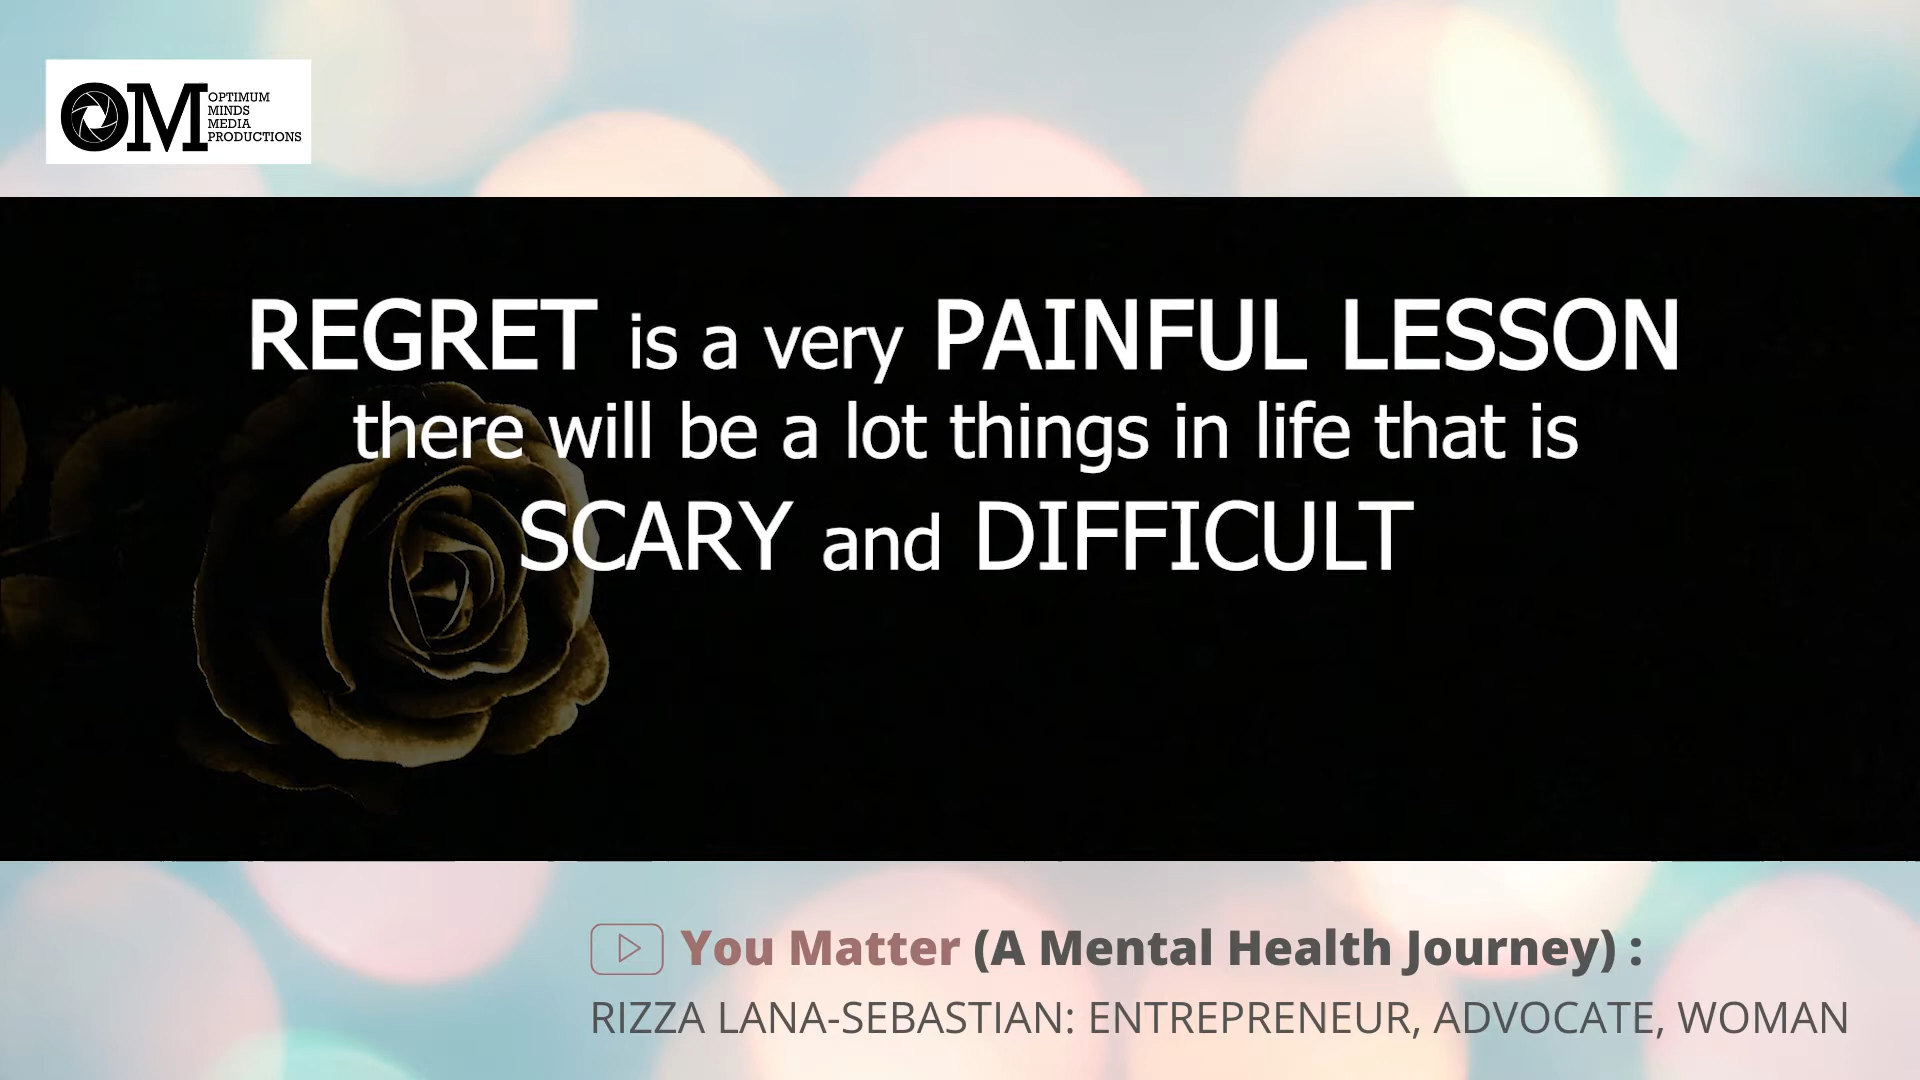 OM
OPTIMUM
MINDS
MEDIA
PRODUCTIONS
REGRET is a very PAINFUL LESSON
there will be a lot things in life that is
SCARY and DIFFICULT
You Matter (A Mental Health Journey) :
RIZZA LANA-SEBASTIAN: ENTREPRENEUR, ADVOCATE, WOMAN